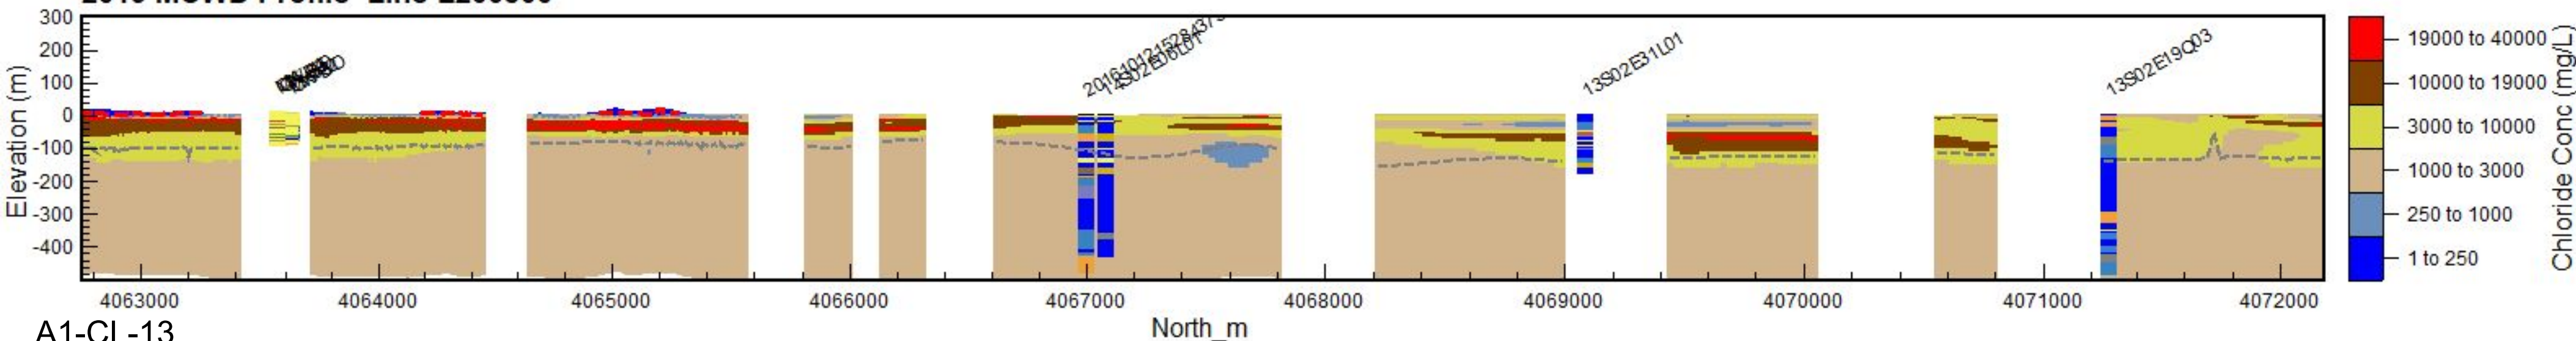 300
200
100
0
-100
-200
-300
-400
Elevation (m)
13S02E31L01
13S02E19Q03
4063000 4064000 4065000 4066000 4067000 4068000 4069000 4070000 4071000 4072000
North_m
A1-CL-13
19000 to 40000
10000 to 19000
3000 to 10000
1000 to 3000
250 to 1000
1 to 250
Chloride Conc (mg/L)